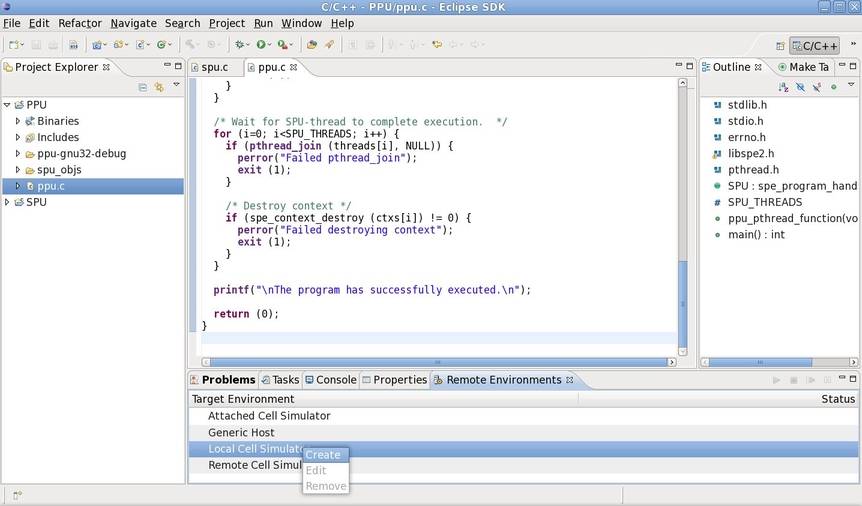 C/C++ - PPU/ppu.c - Eclipse SDK
File Edit Refactor Navigate Search Project Run Window Help
C/C++
Project Explorer
PPU
Binaries
Includes
ppu-gnu32-debug
spu_objs
ppu.c
SPU
spu.c ppu.c
}
}
/* Wait for SPU-thread to complete execution. */
for (i=0; i<SPU_THREADS; i++) {
if (pthread_join (threads[i], NULL)) {
perror("Failed pthread_join");
exit (1);
}
/* Destroy context */
if (spe_context_destroy (ctxs[i]) != 0) {
perror("Failed destroying context");
exit (1);
}
}
printf("\nThe program has successfully executed.\n");
return (0);
}
Outline Make Ta
stdlib.h
stdio.h
errno.h
libspe2.h
pthread.h
SPU : spe_program_hand
SPU_THREADS
ppu_pthread_function(vo
main() : int
Problems Tasks Console Properties Remote Environments
Target Environment Status
Attached Cell Simulator
Generic Host
Local Cell Simulato
Remote Cell Simul
Create
Edit
Remove